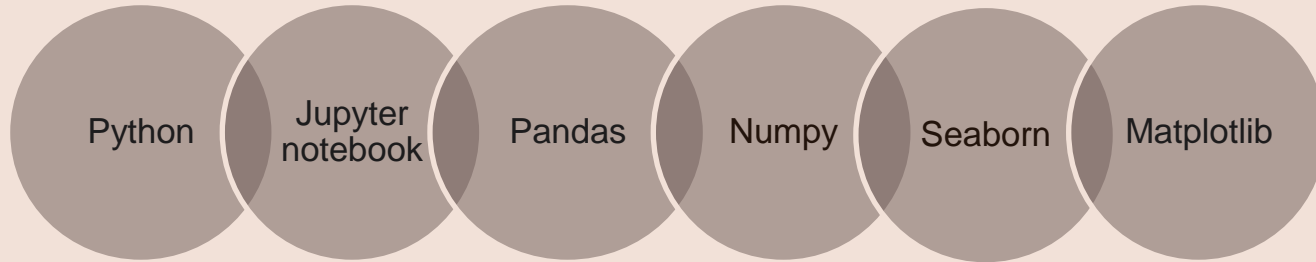 Python
Jupyter
notebook
Pandas
Numpy
Seaborn
Matplotlib